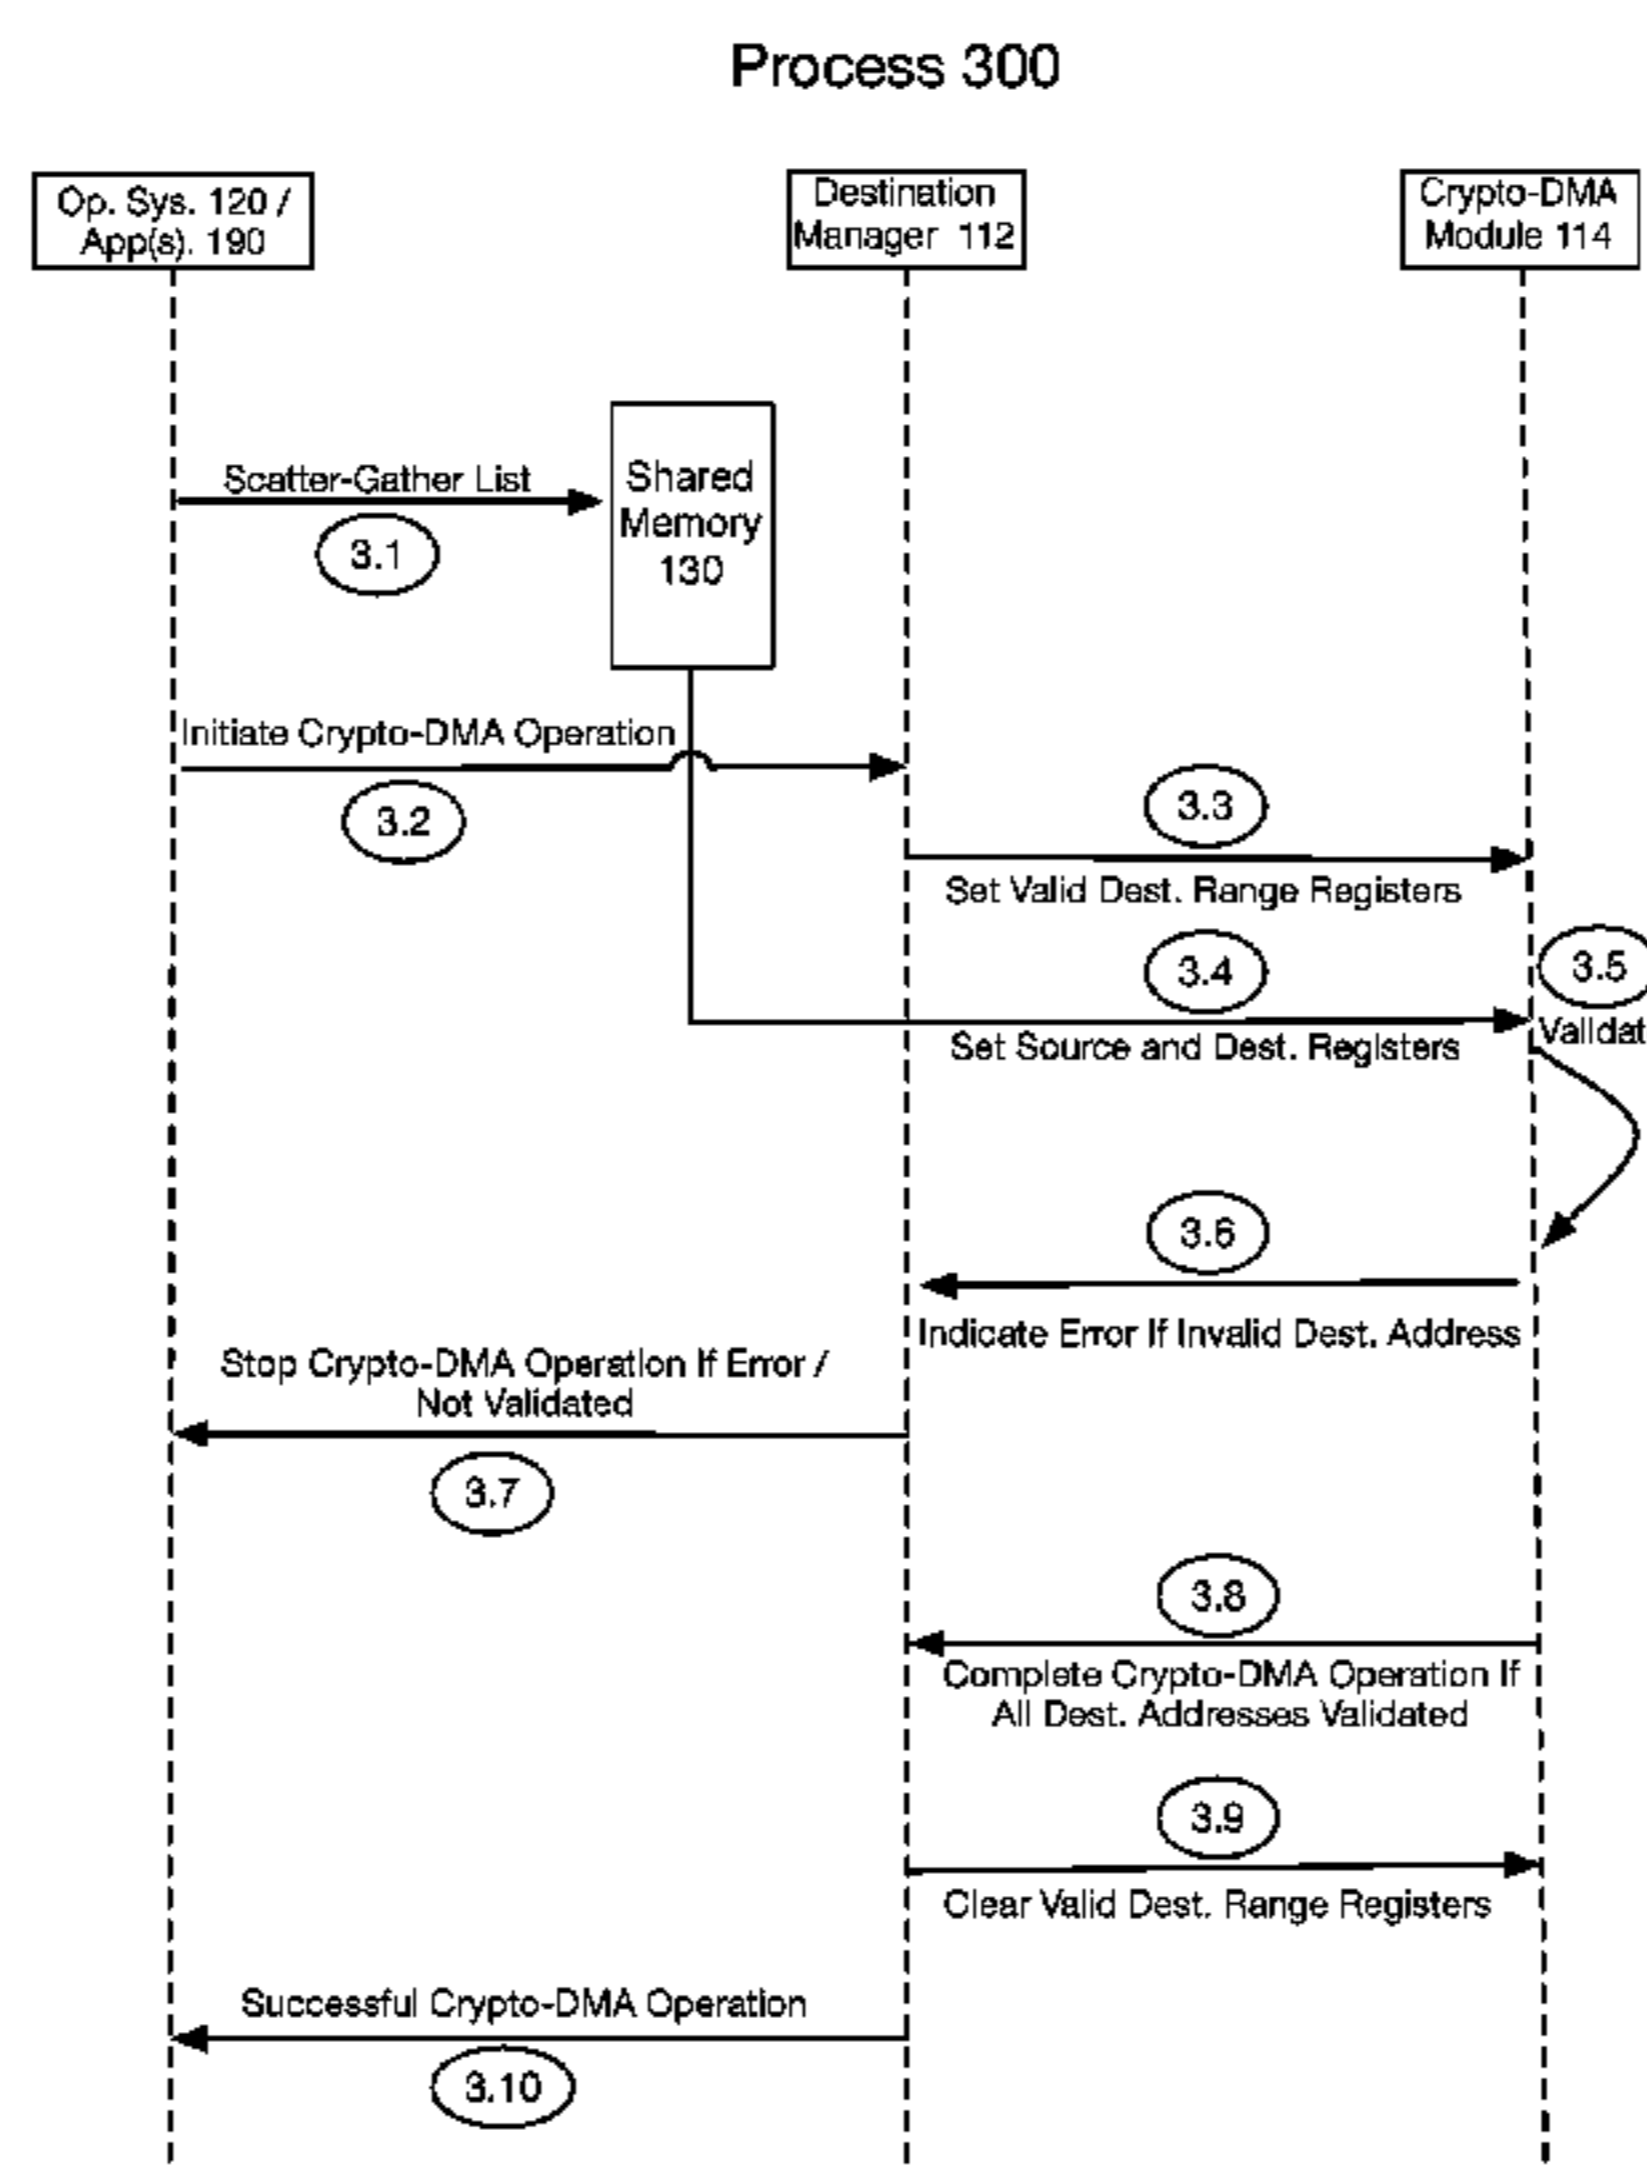 Process 300
Op. Sys. 120 /
App(s). 190
Destination
Manager 112
Crypto-DMA
Module 114
Scatter-Gather List
3.1
Shared
Memory
130
Initiate Crypto-DMA Operation
3.2
3.3
Set Valid Dest. Range Registers
3.4
Set Source and Dest. Registers
3.5
Validat
3.6
Indicate Error If Invalid Dest. Address
Stop Crypto-DMA Operation If Error /
Not Validated
3.7
3.8
Complete Crypto-DMA Operation If
All Dest. Addresses Validated
3.9
Clear Valid Dest. Range Registers
Successful Crypto-DMA Operation
3.10